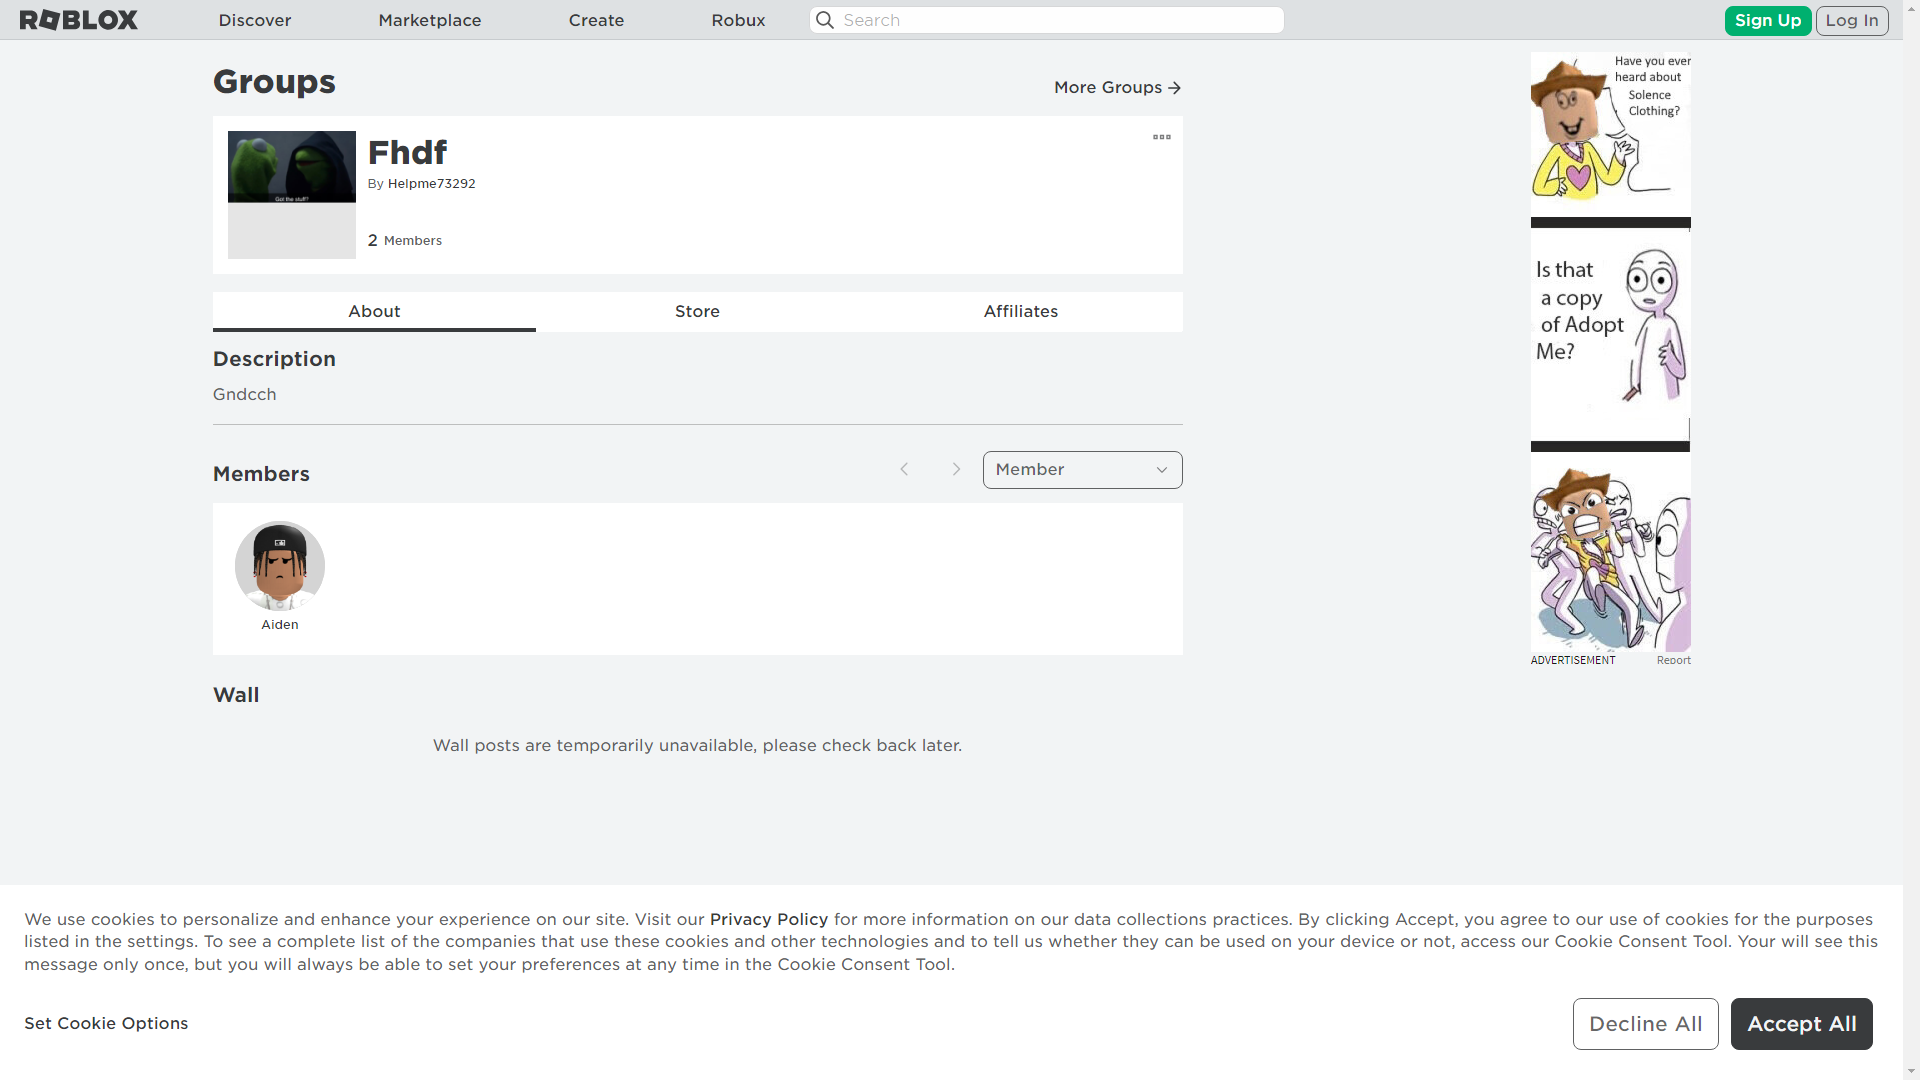 ROBLOX
Discover
Marketplace
Create
Robux
Search
Sign Up
Log In
Groups
More Groups
Fhdf
By Helpme73292
Got the stuff?
2 Members
About
Store
Affiliates
Description
Gndcch
Members
Member
Aiden
Wall
Wall posts are temporarily unavailable, please check back later.
Have you ever
heard about
Solence
Clothing?
Is that
a copy
of Adopt
Me?
ADVERTISEMENT
Report
We use cookies to personalize and enhance your experience on our site. Visit our Privacy Policy for more information on our data collections practices. By clicking Accept, you agree to our use of cookies for the purposes
listed in the settings. To see a complete list of the companies that use these cookies and other technologies and to tell us whether they can be used on your device or not, access our Cookie Consent Tool. Your will see this
message only once, but you will always be able to set your preferences at any time in the Cookie Consent Tool.
Set Cookie Options
Decline All
Accept All